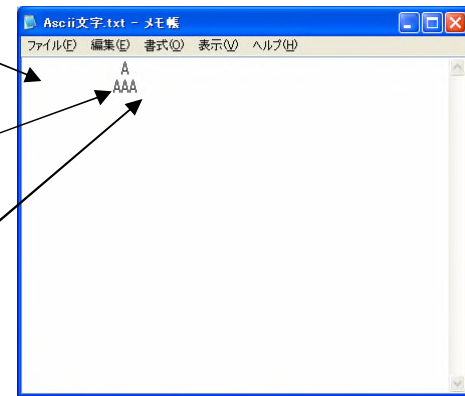 Ascii文字.txt - メモ帳
ファイル(F) 編集(E) 書式(O) 表示(V) ヘルプ(H)
A
AAA